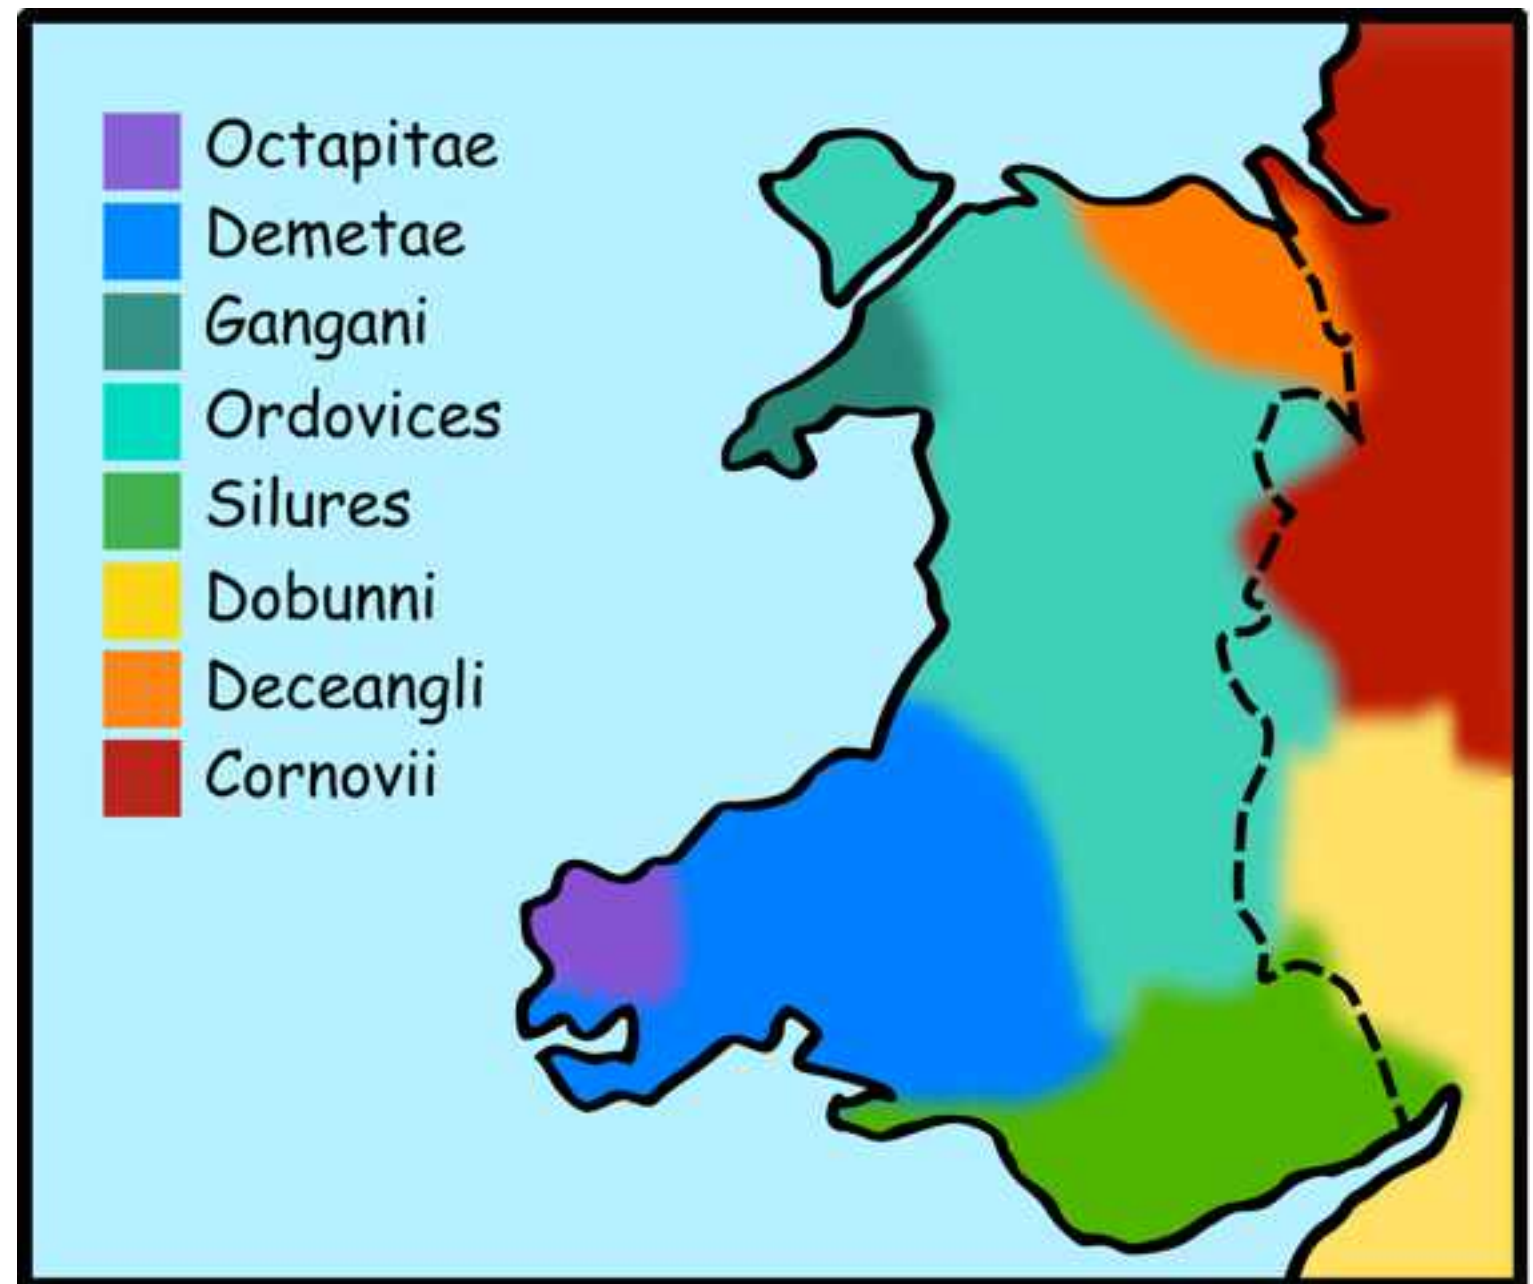 Octapitae
Demetae
Gangani
Ordovices
Silures
Dobunni
Deceangli
Cornovii